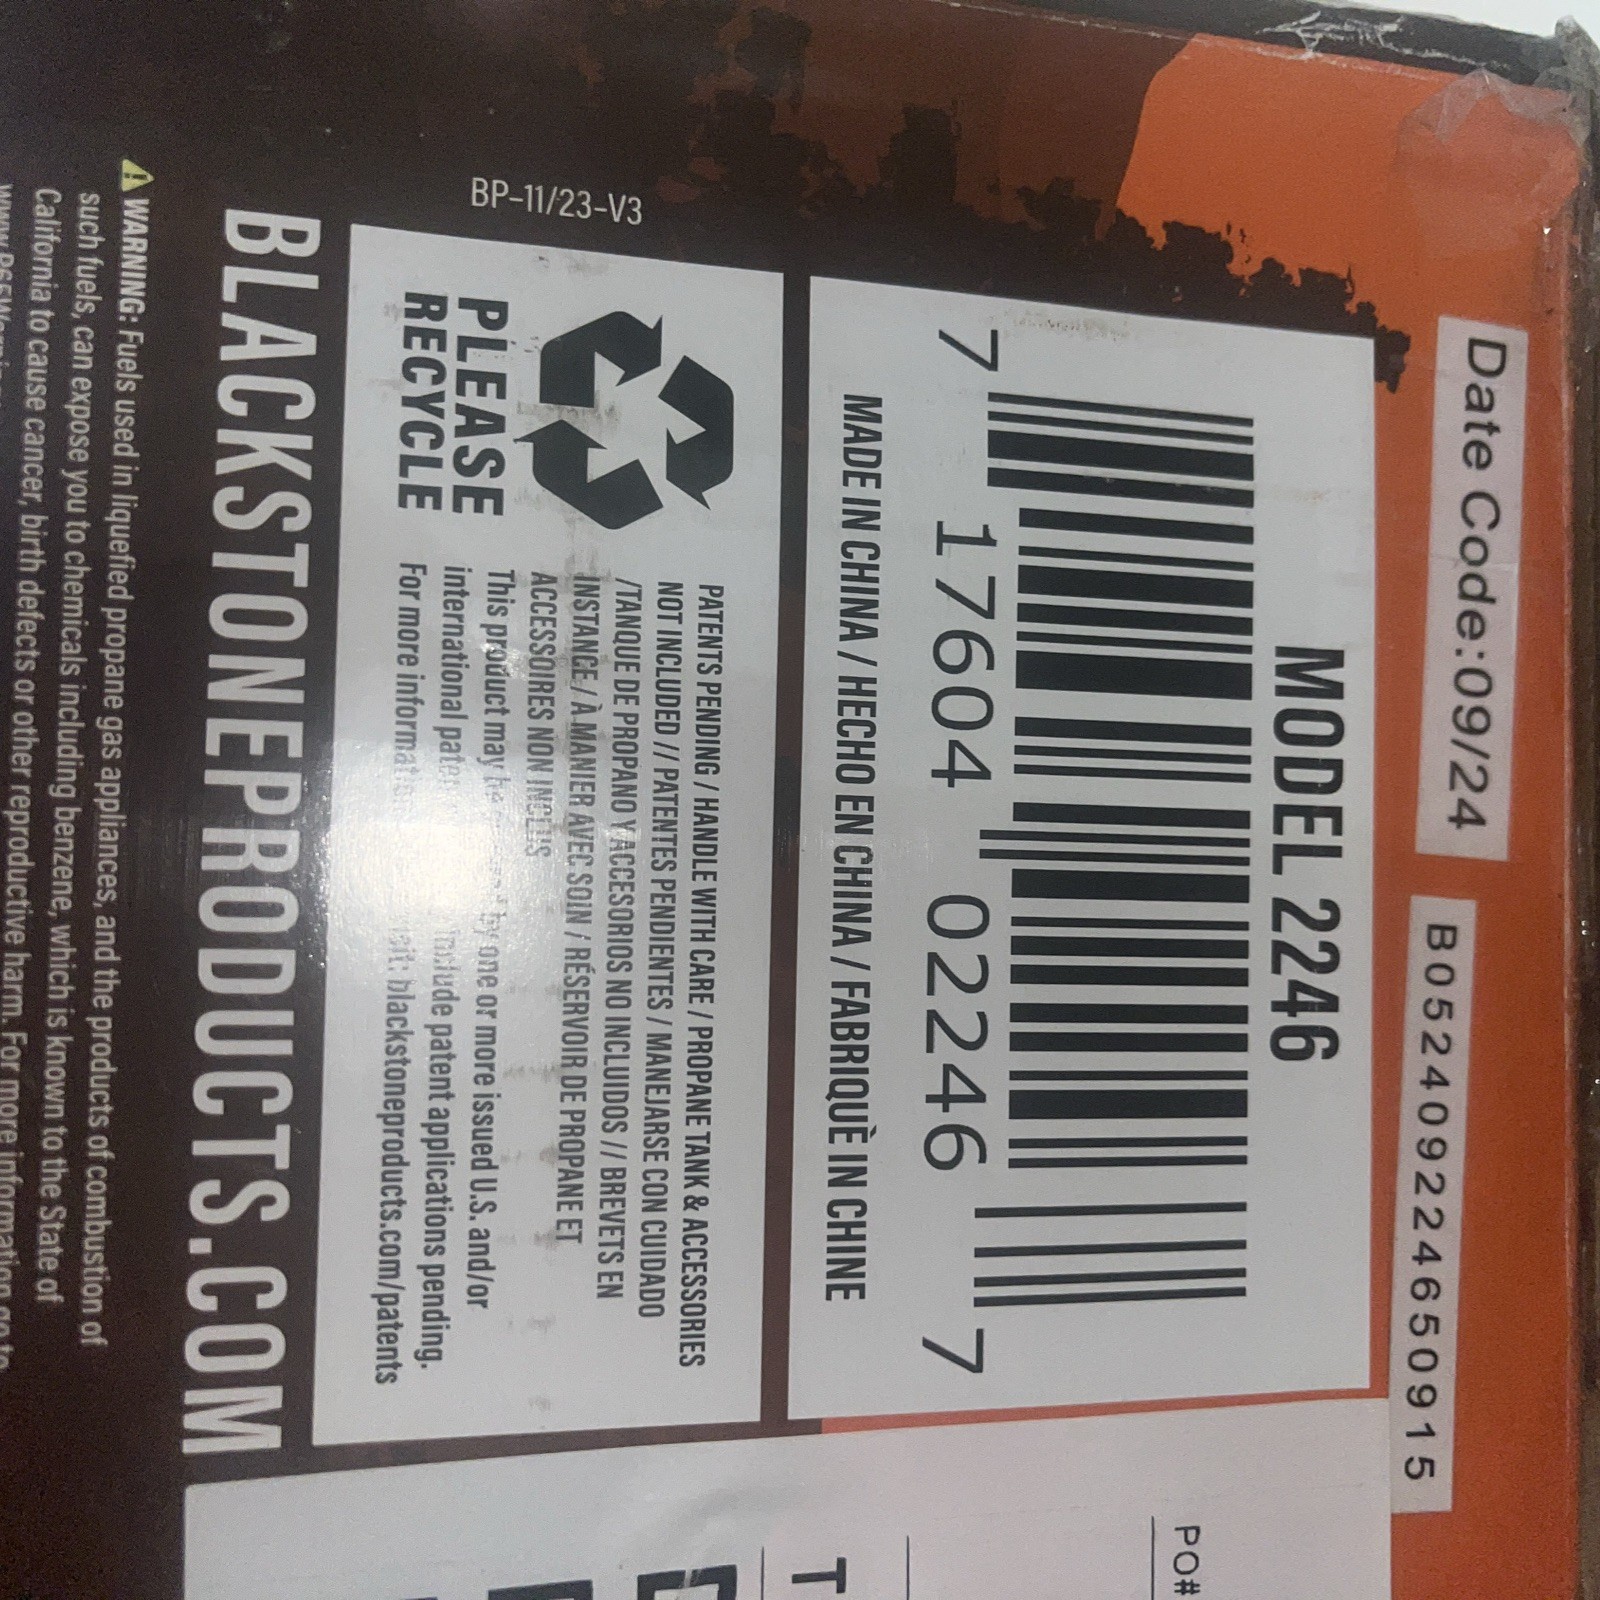 Date Code:09/24
B05240922465​0915
MODEL 2246
7 17604 02246 7
MADE IN CHINA / HECHO EN CHINA / FABRIQUÈ IN CHINE
BP-11/23-V3
PLEASE
RECYCLE
PATENTS PENDING / HANDLE WITH CARE / PROPANE TANK & ACCESSORIES
NOT INCLUDED // PATENTES PENDIENTES / MANEJARSE CON CUIDADO
/TANQUE DE PROPANO Y ACCESORIOS NO INCLUIDOS // BREVETS EN
INSTANCE / À MANIER AVEC SOIN / RÉSERVOIR DE PROPANE ET
ACCESSOIRES NON INCLUS
This product may be by one or more issued U.S. and/or
international include patent applications pending.
For more blackstoneproducts.com/patents
BLACKSTONEPRODUCTS.COM
WARNING: Fuels used in liquefied propane gas appliances, and the products of combustion of
such fuels, can expose you to chemicals including benzene, which is known to the State of
California to cause cancer, birth defects or other reproductive harm. For more information go to
PO#
T